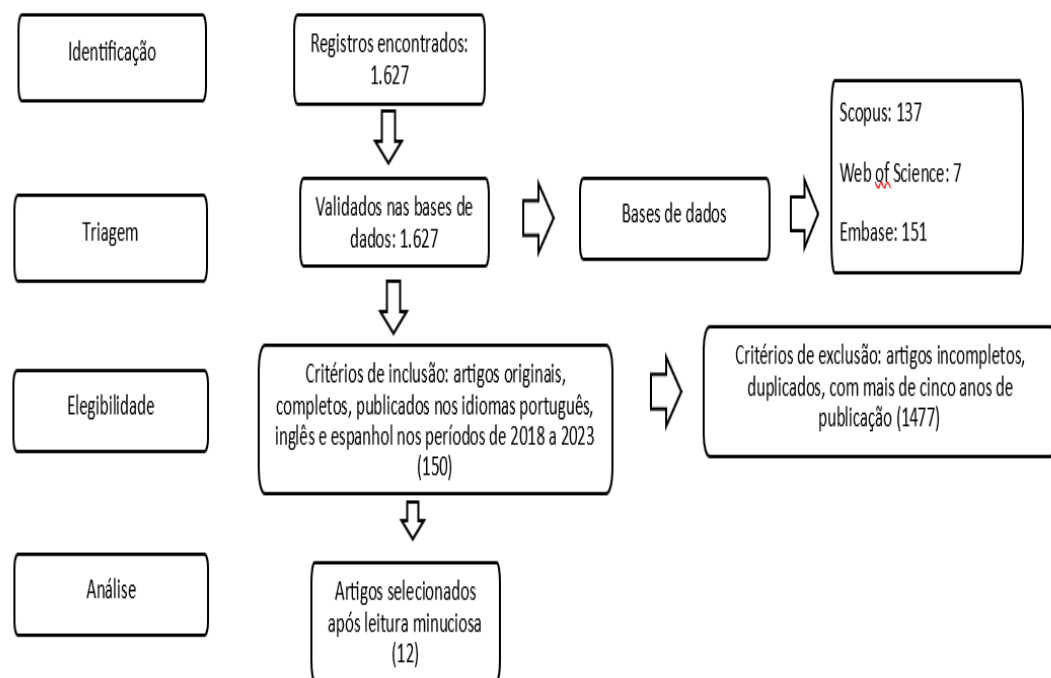 Identificação
Registros encontrados:
1.627
Scopus: 137
Web of Science: 7
Embase: 151
Triagem
Validados nas bases de
dados: 1.627
Bases de dados
Elegibilidade
Critérios de inclusão: artigos originais,
completos, publicados nos idiomas português,
inglês e espanhol nos períodos de 2018 a 2023
(150)
Critérios de exclusão: artigos incompletos,
duplicados, com mais de cinco anos de
publicação (1477)
Análise
Artigos selecionados
após leitura minuciosa
(12)